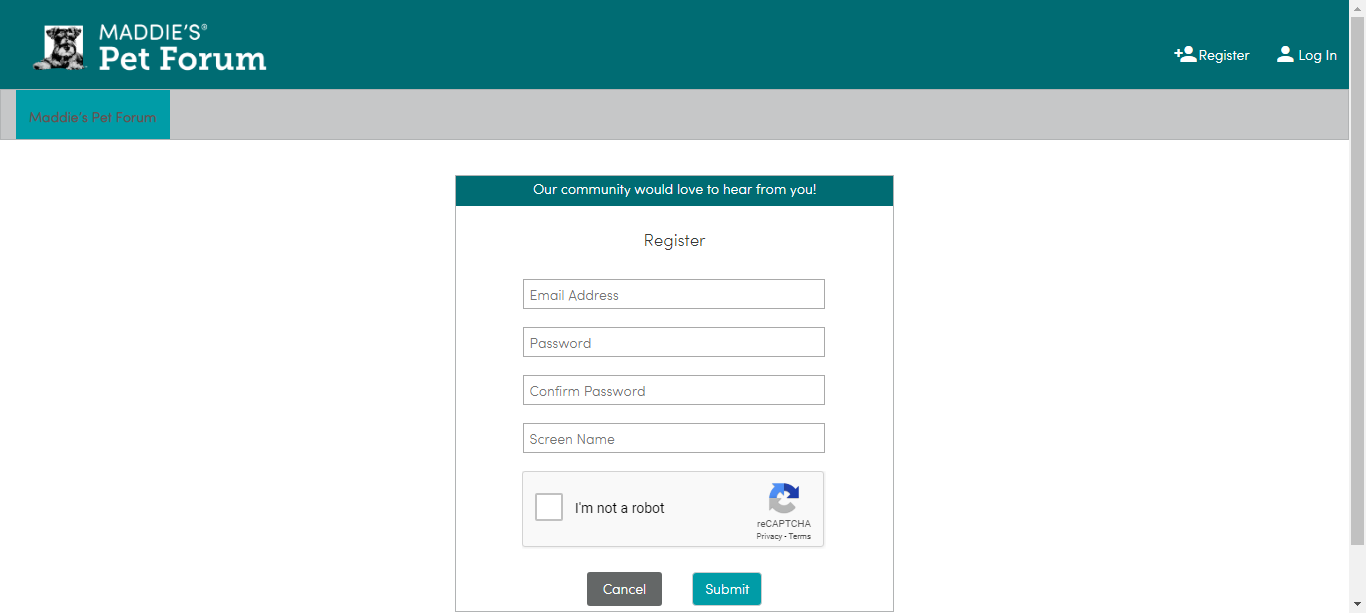 MADDIE'S®
Pet Forum
Register
Log In
Maddie's Pet Forum
Our community would love to hear from you!
Register
Email Address
Password
Confirm Password
Screen Name
I'm not a robot
reCAPTCHA
Privacy - Terms
Cancel
Submit